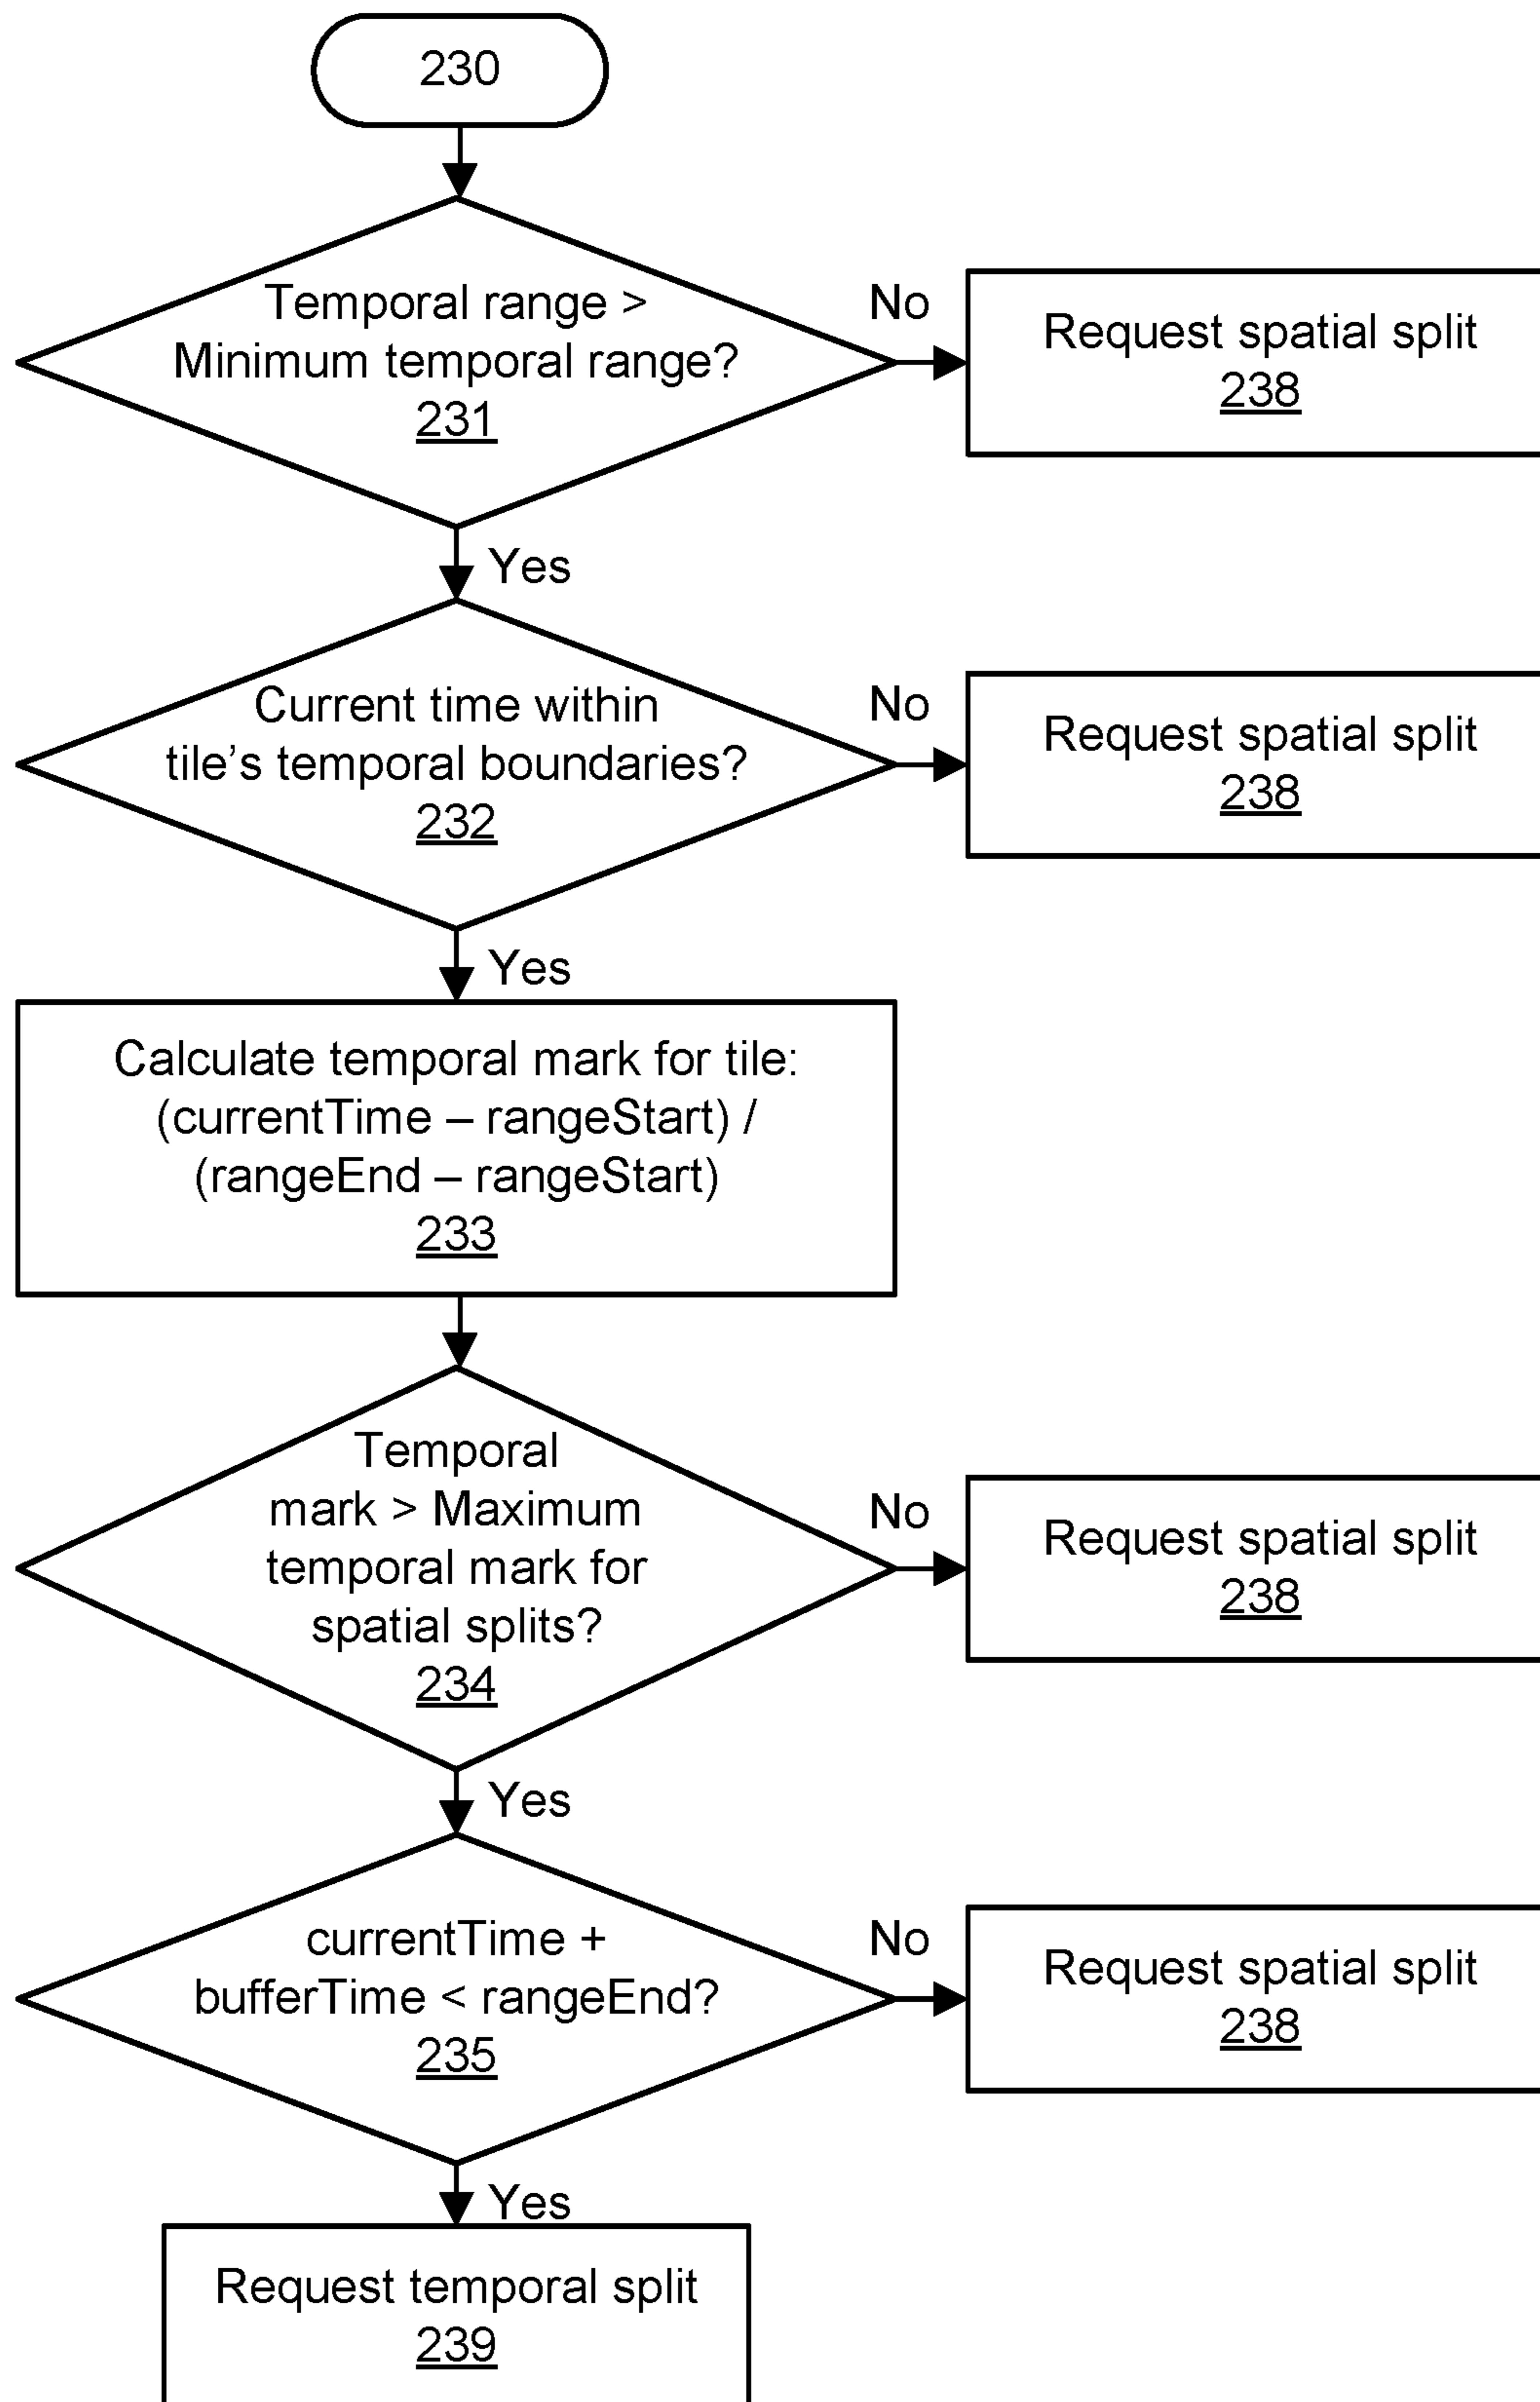 230
Temporal range >
Minimum temporal range?
231
No
Request spatial split
238
Yes
Current time within
tile's temporal boundaries?
232
No
Request spatial split
238
Yes
Calculate temporal mark for tile:
(currentTime – rangeStart) /
(rangeEnd – rangeStart)
233
Temporal
mark > Maximum
temporal mark for
spatial splits?
234
No
Request spatial split
238
Yes
currentTime +
bufferTime < rangeEnd?
235
No
Request spatial split
238
Yes
Request temporal split
239